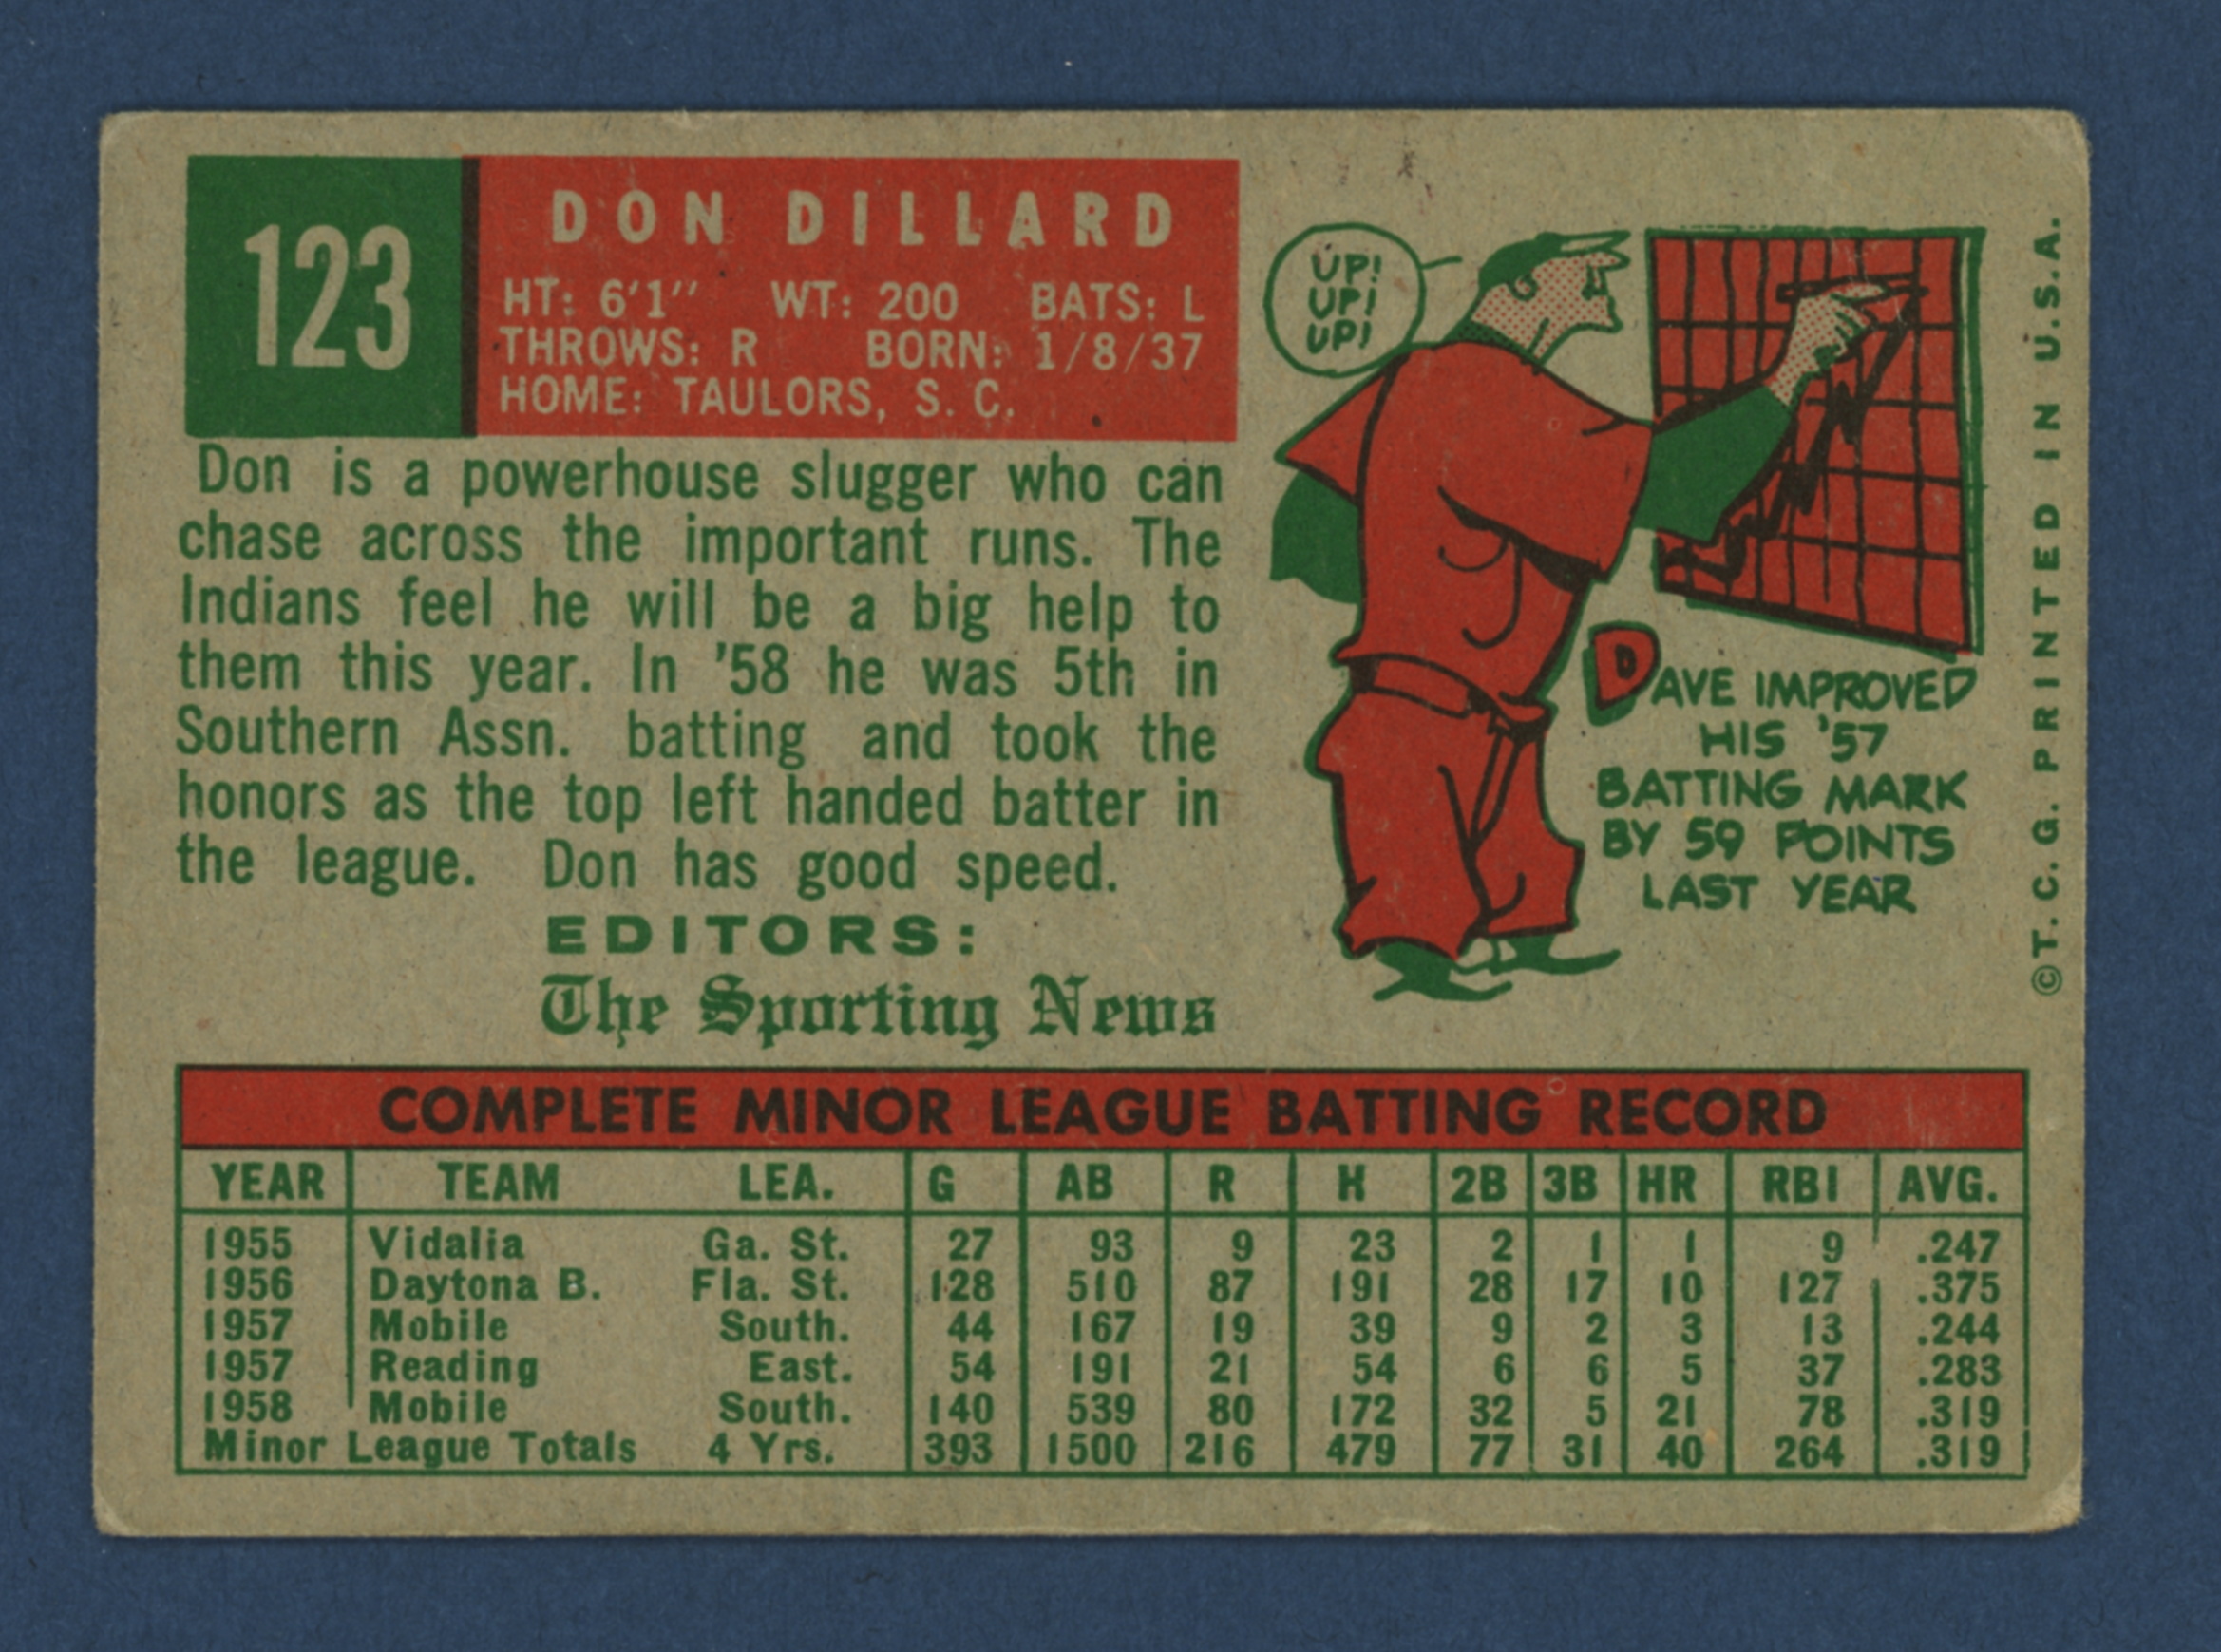 123
DON DILLARD
HT: 6'1" WT: 200 BATS: L
THROWS: R BORN: 1/8/37
HOME: TAULORS, S. C.
Don is a powerhouse slugger who can
chase across the important runs. The
Indians feel he will be a big help to
them this year. In '58 he was 5th in
Southern Assn. batting and took the
honors as the top left handed batter in
the league. Don has good speed.
EDITORS:
The Sporting News
UP!
UP!
UP!
DAVE IMPROVED
HIS '57
BATTING MARK
BY 59 POINTS
LAST YEAR
©T. C. G. PRINTED IN U.S.A.
COMPLETE MINOR LEAGUE BATTING RECORD
YEAR TEAM LEA. G AB R H 2B 3B HR RBI AVG.
1955 Vidalia Ga. St. 27 93 9 23 2 1 1 9 .247
1956 Daytona B. Fla. St. 128 510 87 191 28 17 10 127 .375
1957 Mobile South. 44 167 19 39 9 2 3 13 .244
1957 Reading East. 54 191 21 54 6 6 5 37 .283
1958 Mobile South. 140 539 80 172 32 5 21 78 .319
Minor League Totals 4 Yrs. 393 1500 216 479 77 31 40 264 .319